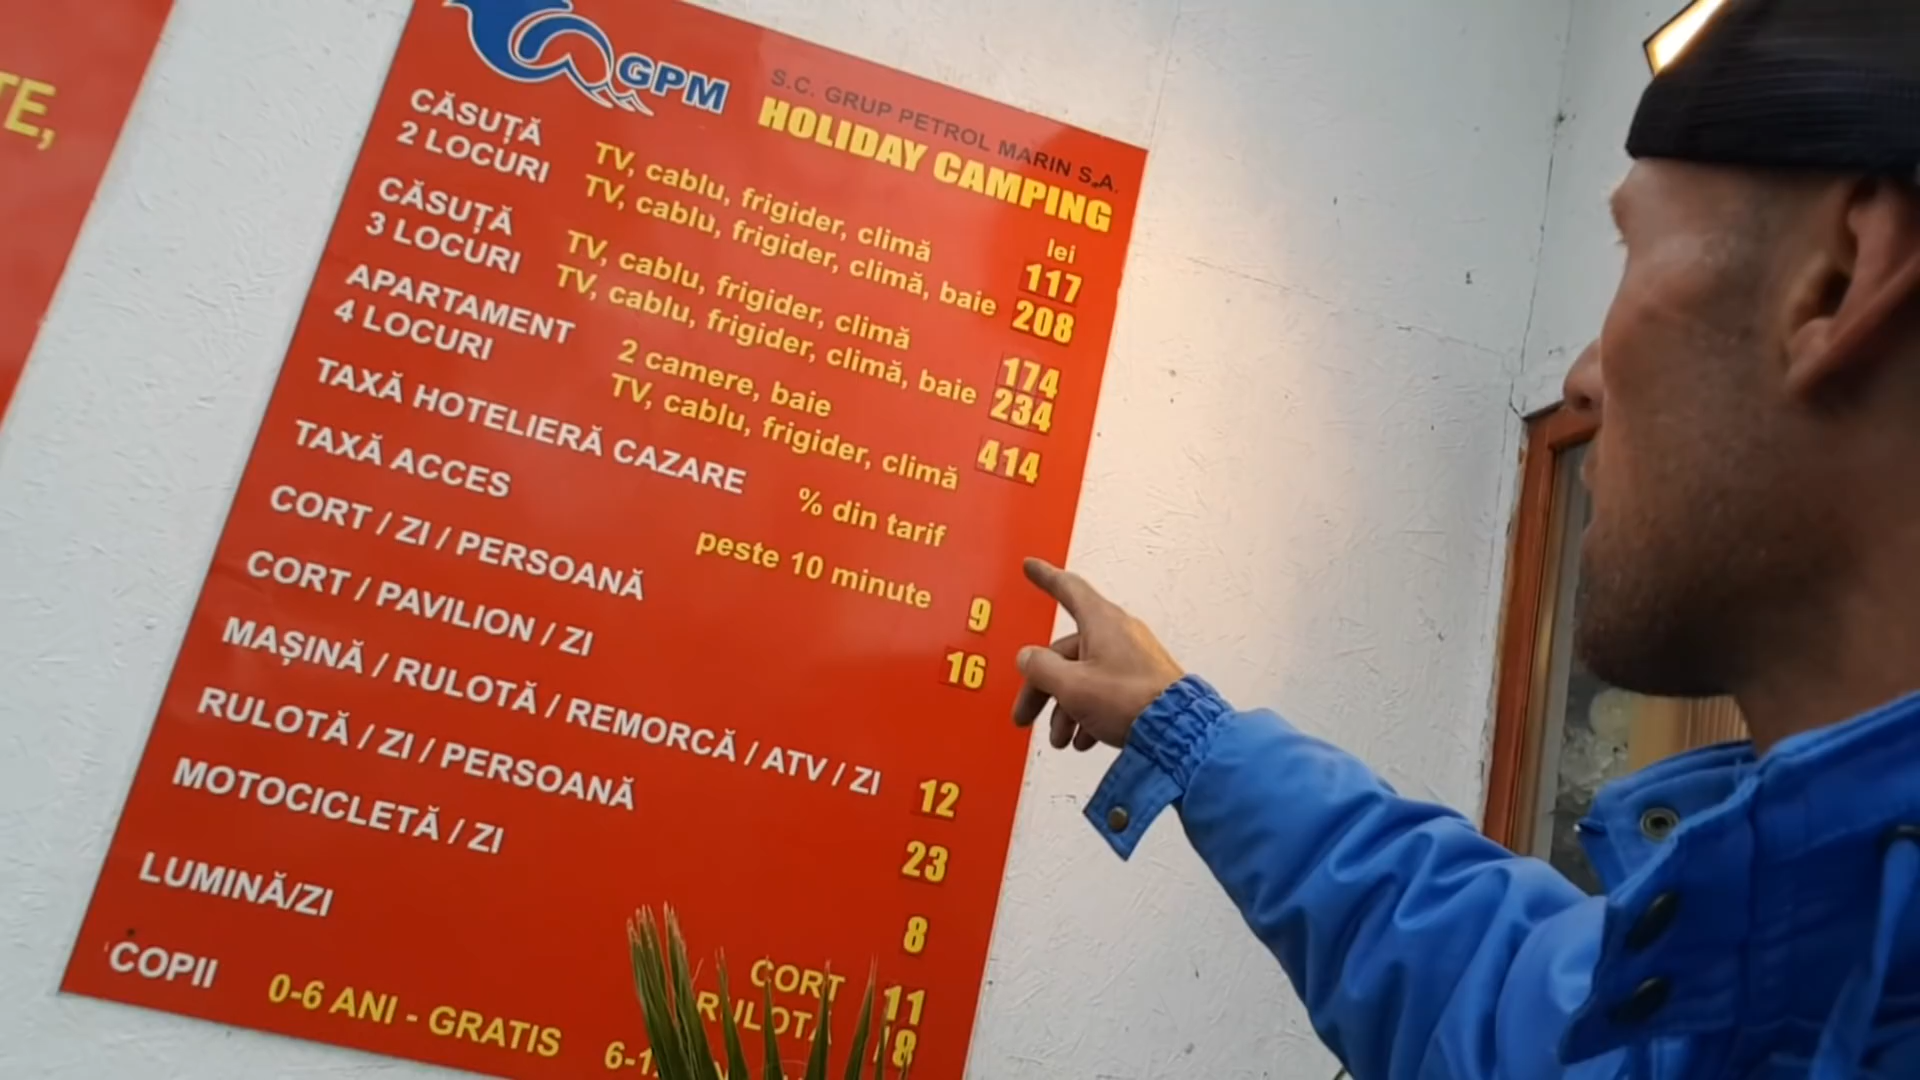 TE,
GPM
S.C. GRUP PETROL MARIN S.A.
HOLIDAY CAMPING
lei
CĂSUȚĂ
2 LOCURI
TV, cablu, frigider, climă 117
TV, cablu, frigider, climă, baie 208
CĂSUȚĂ
3 LOCURI
TV, cablu, frigider, climă 174
TV, cablu, frigider, climă, baie 234
APARTAMENT
4 LOCURI
2 camere, baie
TV, cablu, frigider, climă 414
TAXĂ HOTELIERĂ CAZARE % din tarif
TAXĂ ACCES peste 10 minute 9
CORT / ZI / PERSOANĂ 16
CORT / PAVILION / ZI
MAȘINĂ / RULOTĂ / REMORCĂ / ATV / ZI 12
RULOTĂ / ZI / PERSOANĂ 23
MOTOCICLETĂ / ZI 8
LUMINĂ/ZI
CORT 11
RULOTĂ
COPII 0-6 ANI - GRATIS